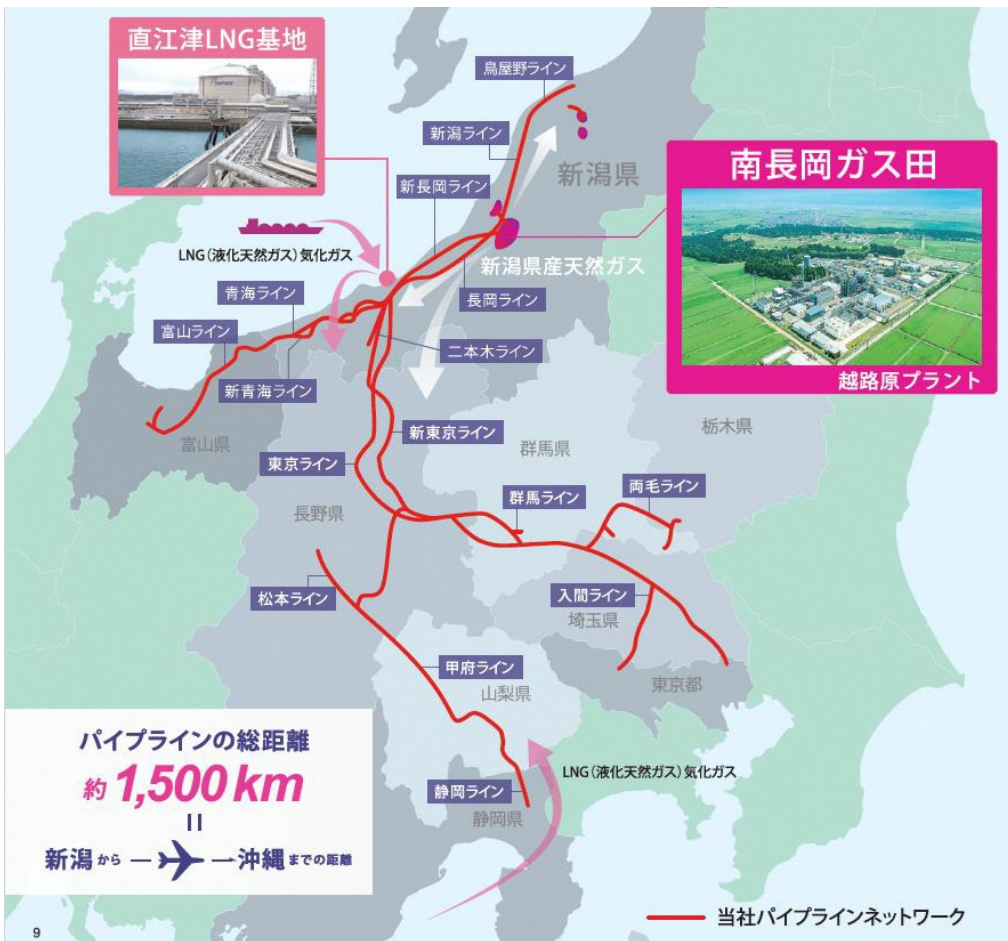 直江津LNG基地
鳥屋野ライン
新潟ライン
新潟県
新長岡ライン
南長岡ガス田
越路原プラント
LNG(液化天然ガス)気化ガス
新潟県産天然ガス
長岡ライン
青海ライン
富山ライン
二本木ライン
新青海ライン
富山県
新東京ライン
群馬県
栃木県
東京ライン
長野県
群馬ライン
両毛ライン
松本ライン
入間ライン
埼玉県
甲府ライン
山梨県
東京都
パイプラインの総距離
約1,500km
=
新潟から
沖縄までの距離
LNG(液化天然ガス)気化ガス
静岡ライン
静岡県
当社パイプラインネットワーク
9